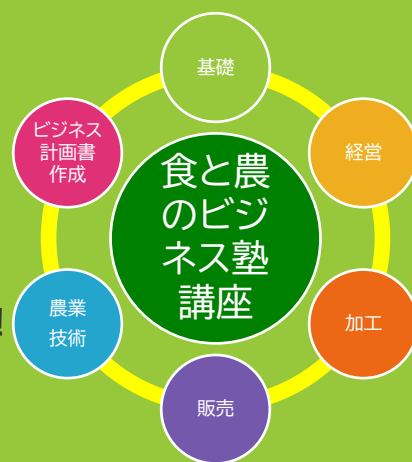 基礎
経営
加工
販売
農業
技術
ビジネス
計画書
作成
食と農
のビジ
ネス塾
講座
!